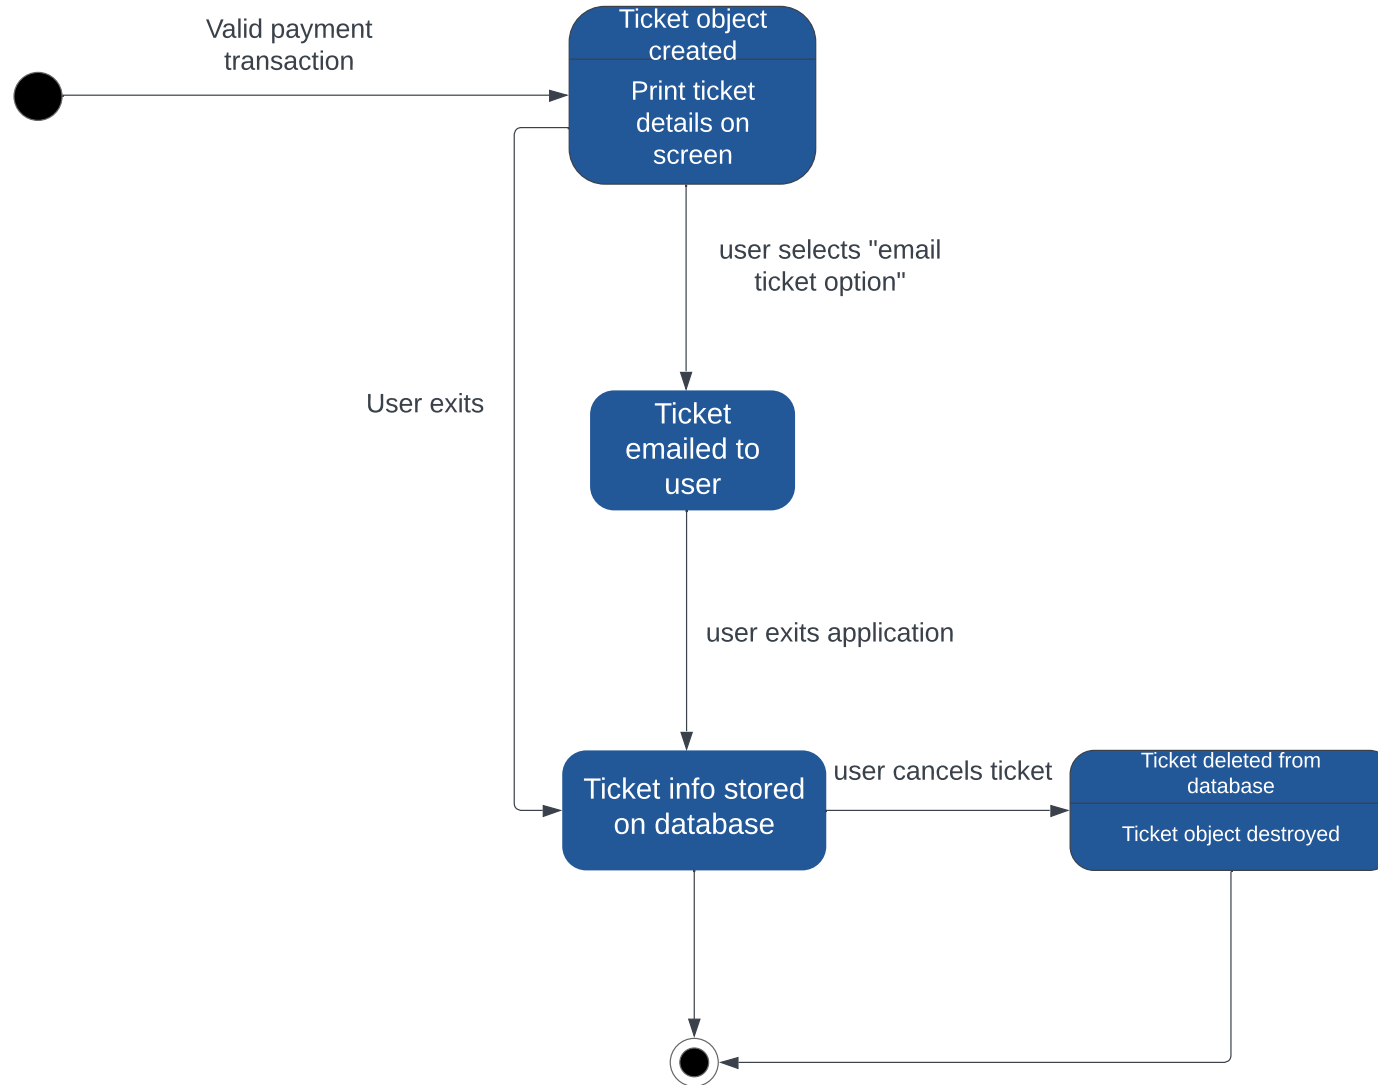 Valid payment
transaction
Ticket object
created
Print ticket
details on
screen
user selects "email
ticket option"
User exits
Ticket
emailed to
user
user exits application
Ticket info stored
on database
user cancels ticket
Ticket deleted from
database
Ticket object destroyed